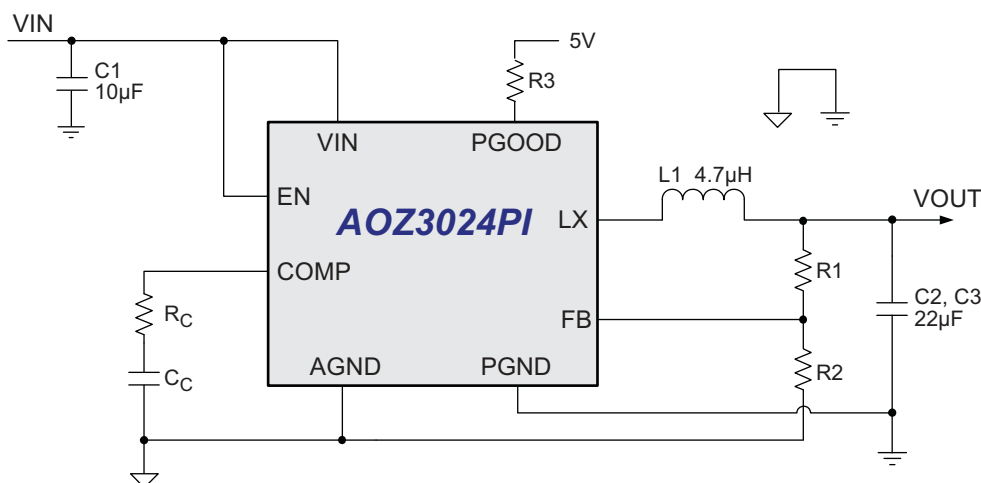 VIN
5V
C1
10µF
R3
VIN
PGOOD
L1 4.7µH
EN
VOUT
AOZ3024PI
LX
COMP
R1
RC
C2, C3
22µF
FB
AGND
PGND
R2
CC